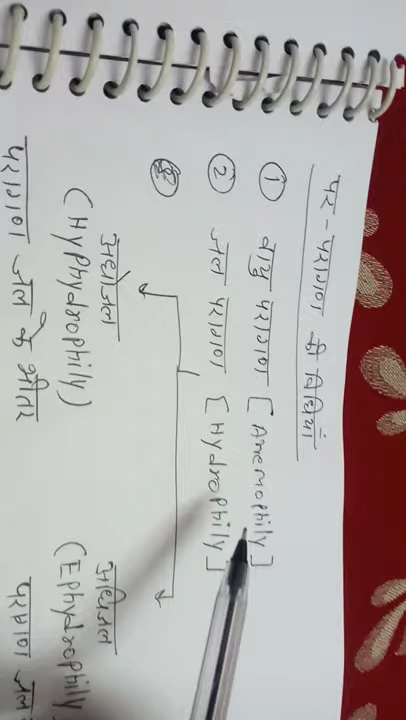 पर-परागण की विधियाँ
① वायु परागण [Anemophily]
② जल परागण [Hydrophily]
अधोजल
(Hyphydrophily)
परागण जल के भीतर
अधिजल
(Ephydrophily
परागण जल